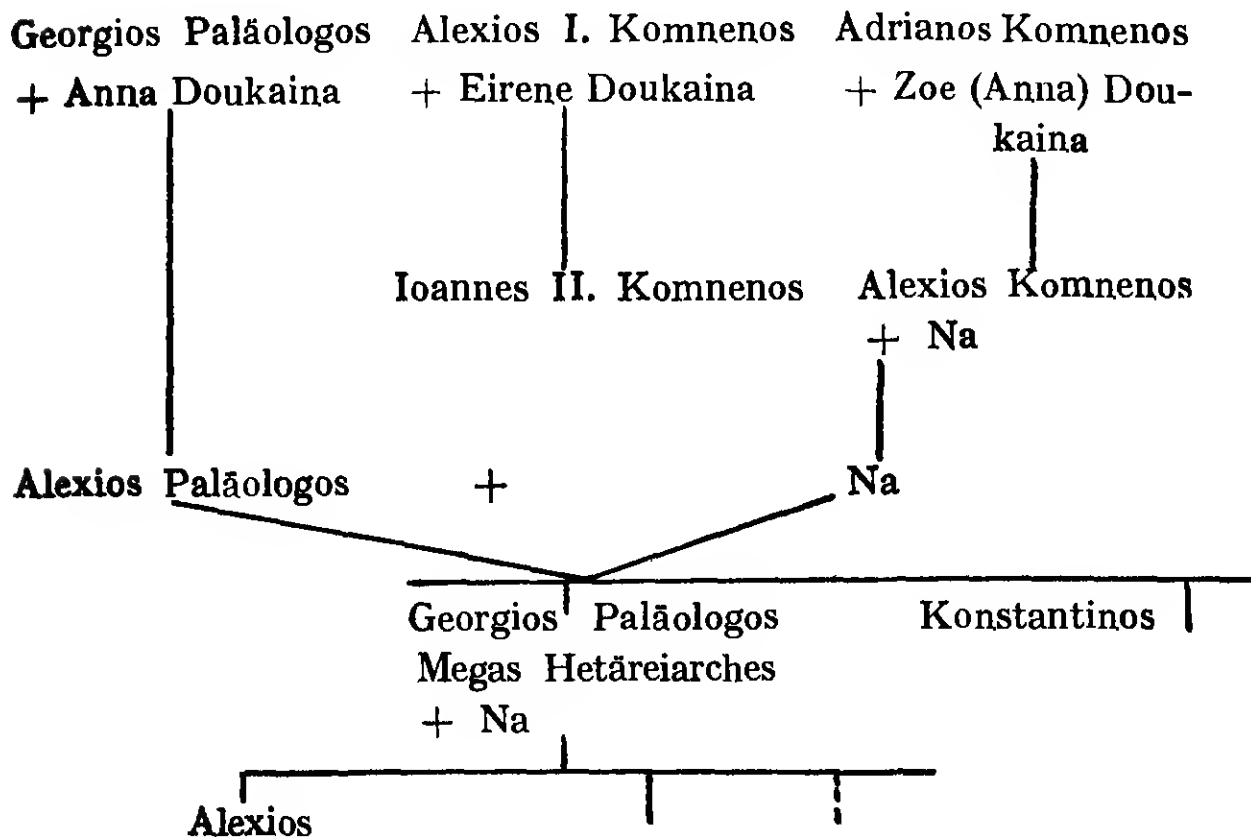 Georgios Paläologos Alexios I. Komnenos Adrianos Komnenos
+ Anna Doukaina + Eirene Doukaina + Zoe (Anna) Dou-
kaina
Ioannes II. Komnenos Alexios Komnenos
+ Na
Alexios Paläologos + Na
Georgios Paläologos Konstantinos
Megas Hetäreiarches
+ Na
Alexios